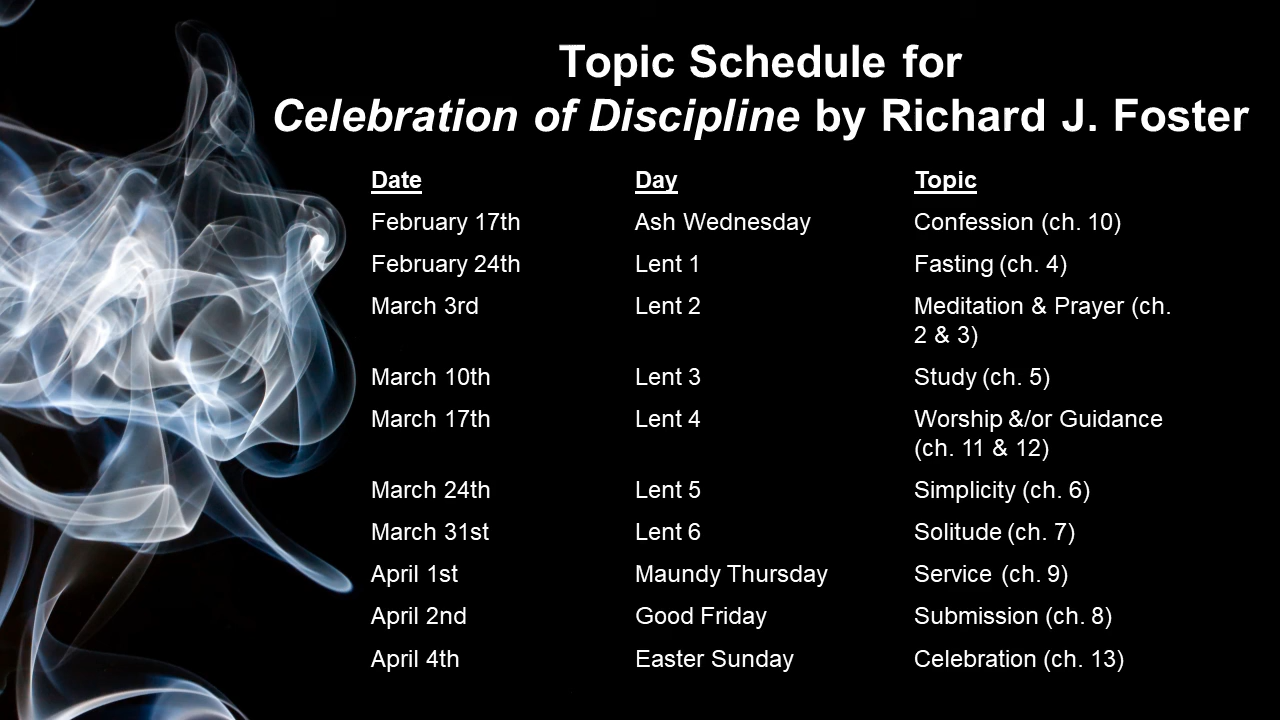 Topic Schedule for
Celebration of Discipline by Richard J. Foster
Date Day Topic
February 17th Ash Wednesday Confession (ch. 10)
February 24th Lent 1 Fasting (ch. 4)
March 3rd Lent 2 Meditation & Prayer (ch.
2 & 3)
March 10th Lent 3 Study (ch. 5)
March 17th Lent 4 Worship &/or Guidance
(ch. 11 & 12)
March 24th Lent 5 Simplicity (ch. 6)
March 31st Lent 6 Solitude (ch. 7)
April 1st Maundy Thursday Service (ch. 9)
April 2nd Good Friday Submission (ch. 8)
April 4th Easter Sunday Celebration (ch. 13)